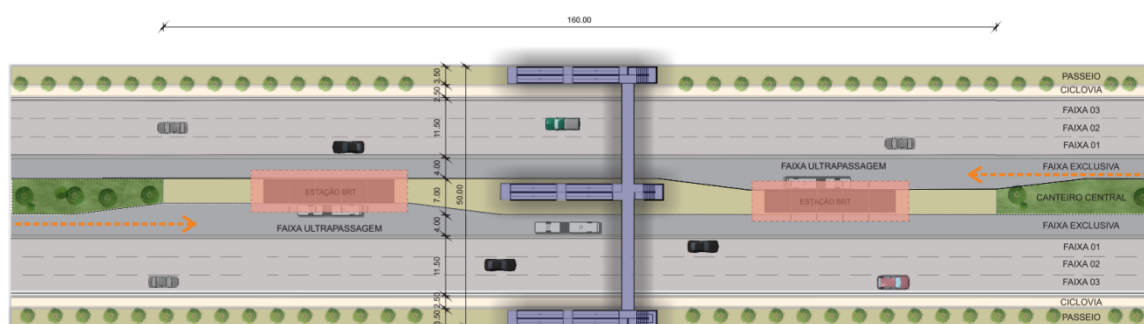 160.00
3.50
PASSEIO
2.50
CICLOVIA
11.50
FAIXA 03
FAIXA 02
FAIXA 01
4.00
FAIXA ULTRAPASSAGEM
FAIXA EXCLUSIVA
7.00
50.00
ESTAÇÃO BRT
ESTAÇÃO BRT
CANTEIRO CENTRAL
4.00
FAIXA ULTRAPASSAGEM
FAIXA EXCLUSIVA
11.50
FAIXA 01
FAIXA 02
FAIXA 03
2.50
CICLOVIA
PASSEIO